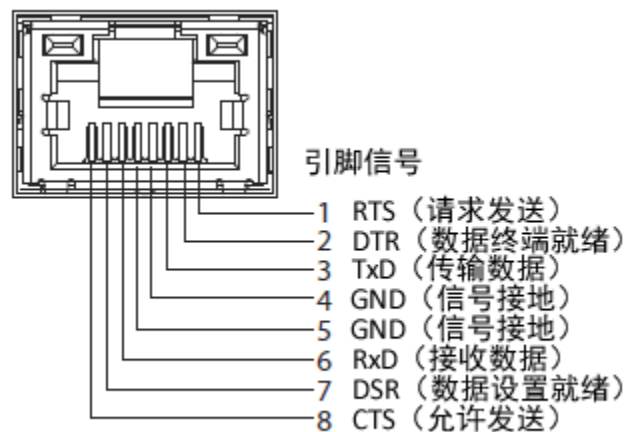 引脚信号
1 RTS（请求发送）
2 DTR（数据终端就绪）
3 TxD（传输数据）
4 GND（信号接地）
5 GND（信号接地）
6 RxD（接收数据）
7 DSR（数据设置就绪）
8 CTS（允许发送）